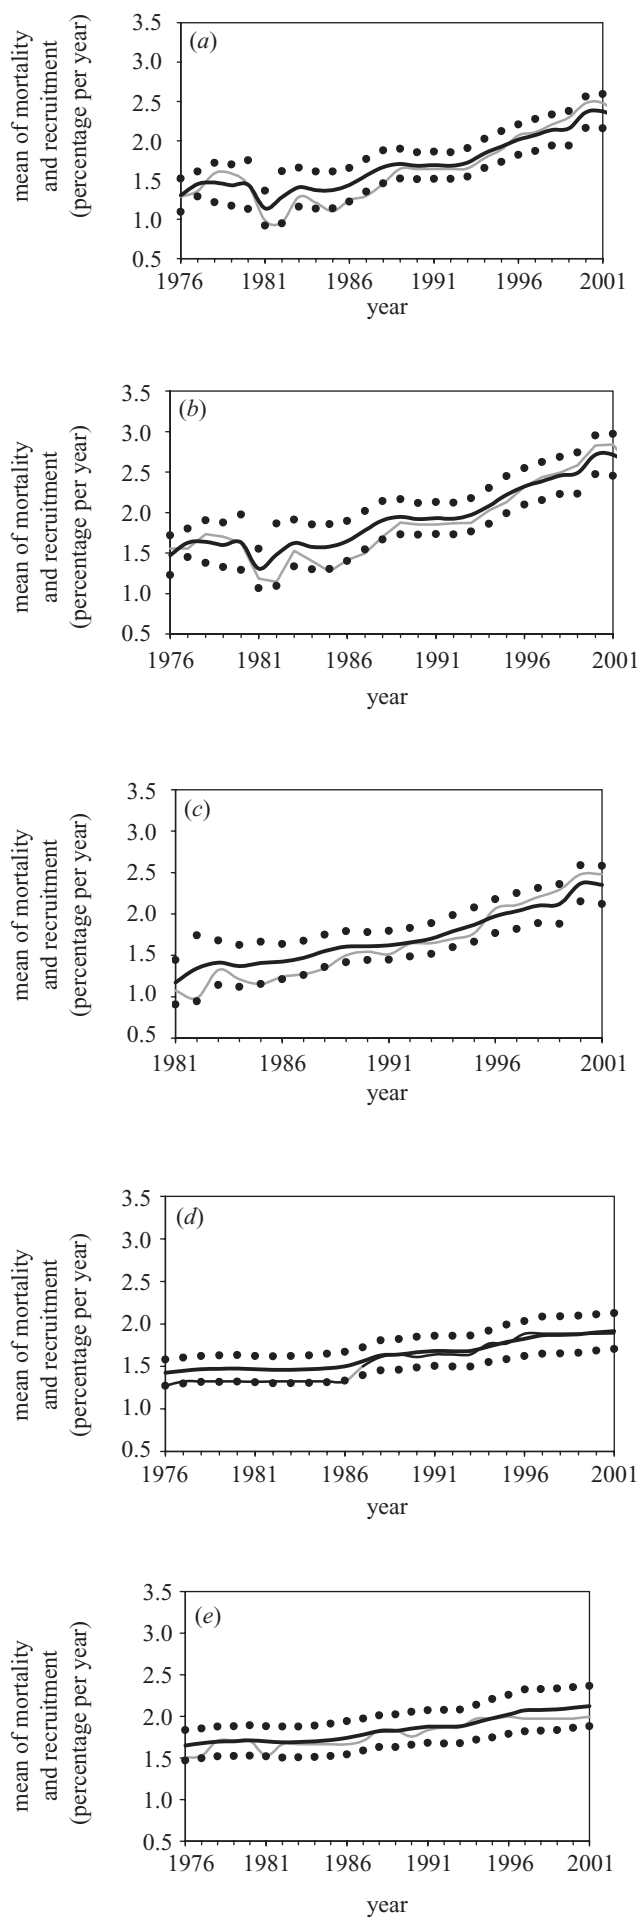 mean of mortality
and recruitment
(percentage per year)
3.5
3.0
2.5
2.0
1.5
1.0
0.5
(a)
1976 1981 1986 1991 1996 2001
year
mean of mortality
and recruitment
(percentage per year)
3.5
3.0
2.5
2.0
1.5
1.0
0.5
(b)
1976 1981 1986 1991 1996 2001
year
mean of mortality
and recruitment
(percentage per year)
3.5
3.0
2.5
2.0
1.5
1.0
0.5
(c)
1981 1986 1991 1996 2001
year
mean of mortality
and recruitment
(percentage per year)
3.5
3.0
2.5
2.0
1.5
1.0
0.5
(d)
1976 1981 1986 1991 1996 2001
year
mean of mortality
and recruitment
(percentage per year)
3.5
3.0
2.5
2.0
1.5
1.0
0.5
(e)
1976 1981 1986 1991 1996 2001
year